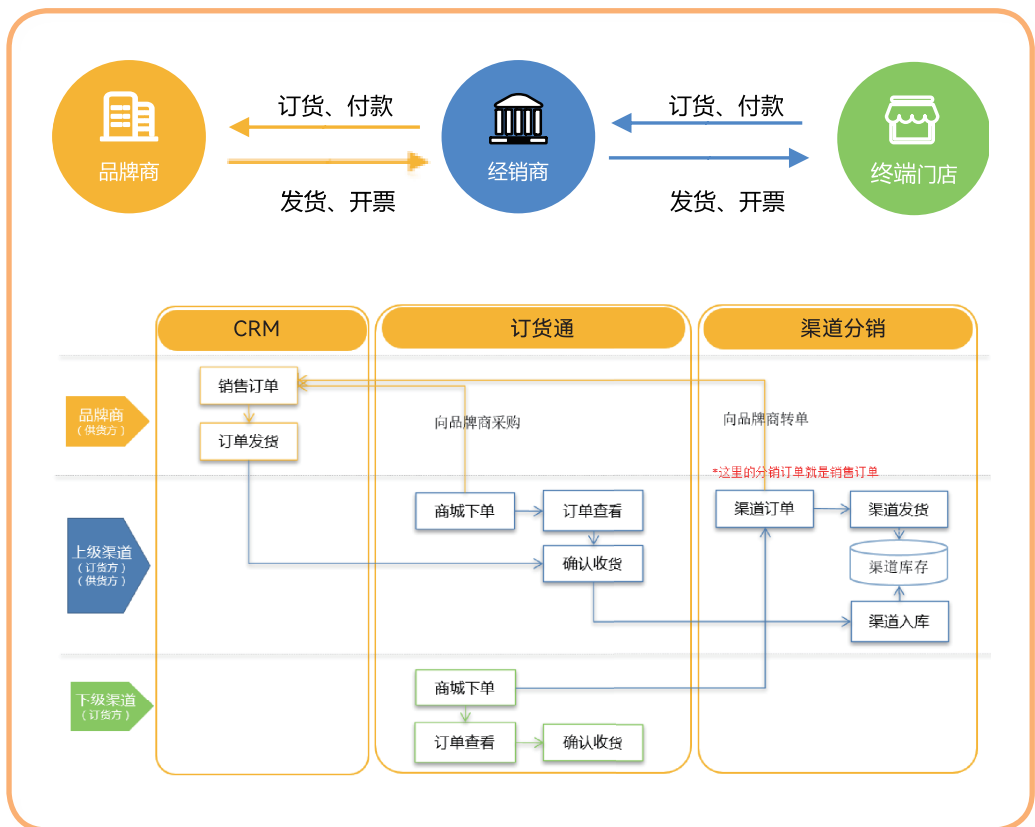 订货、付款
订货、付款
品牌商
经销商
终端门店
发货、开票
发货、开票
CRM
订货通
渠道分销
销售订单
品牌商
（供货方）
向品牌商采购
向品牌商转单
订单发货
*这里的分销订单就是销售订单
商城下单
订单查看
渠道订单
渠道发货
上级渠道
（订货方）
（供货方）
确认收货
渠道库存
渠道入库
下级渠道
（订货方）
商城下单
订单查看
确认收货